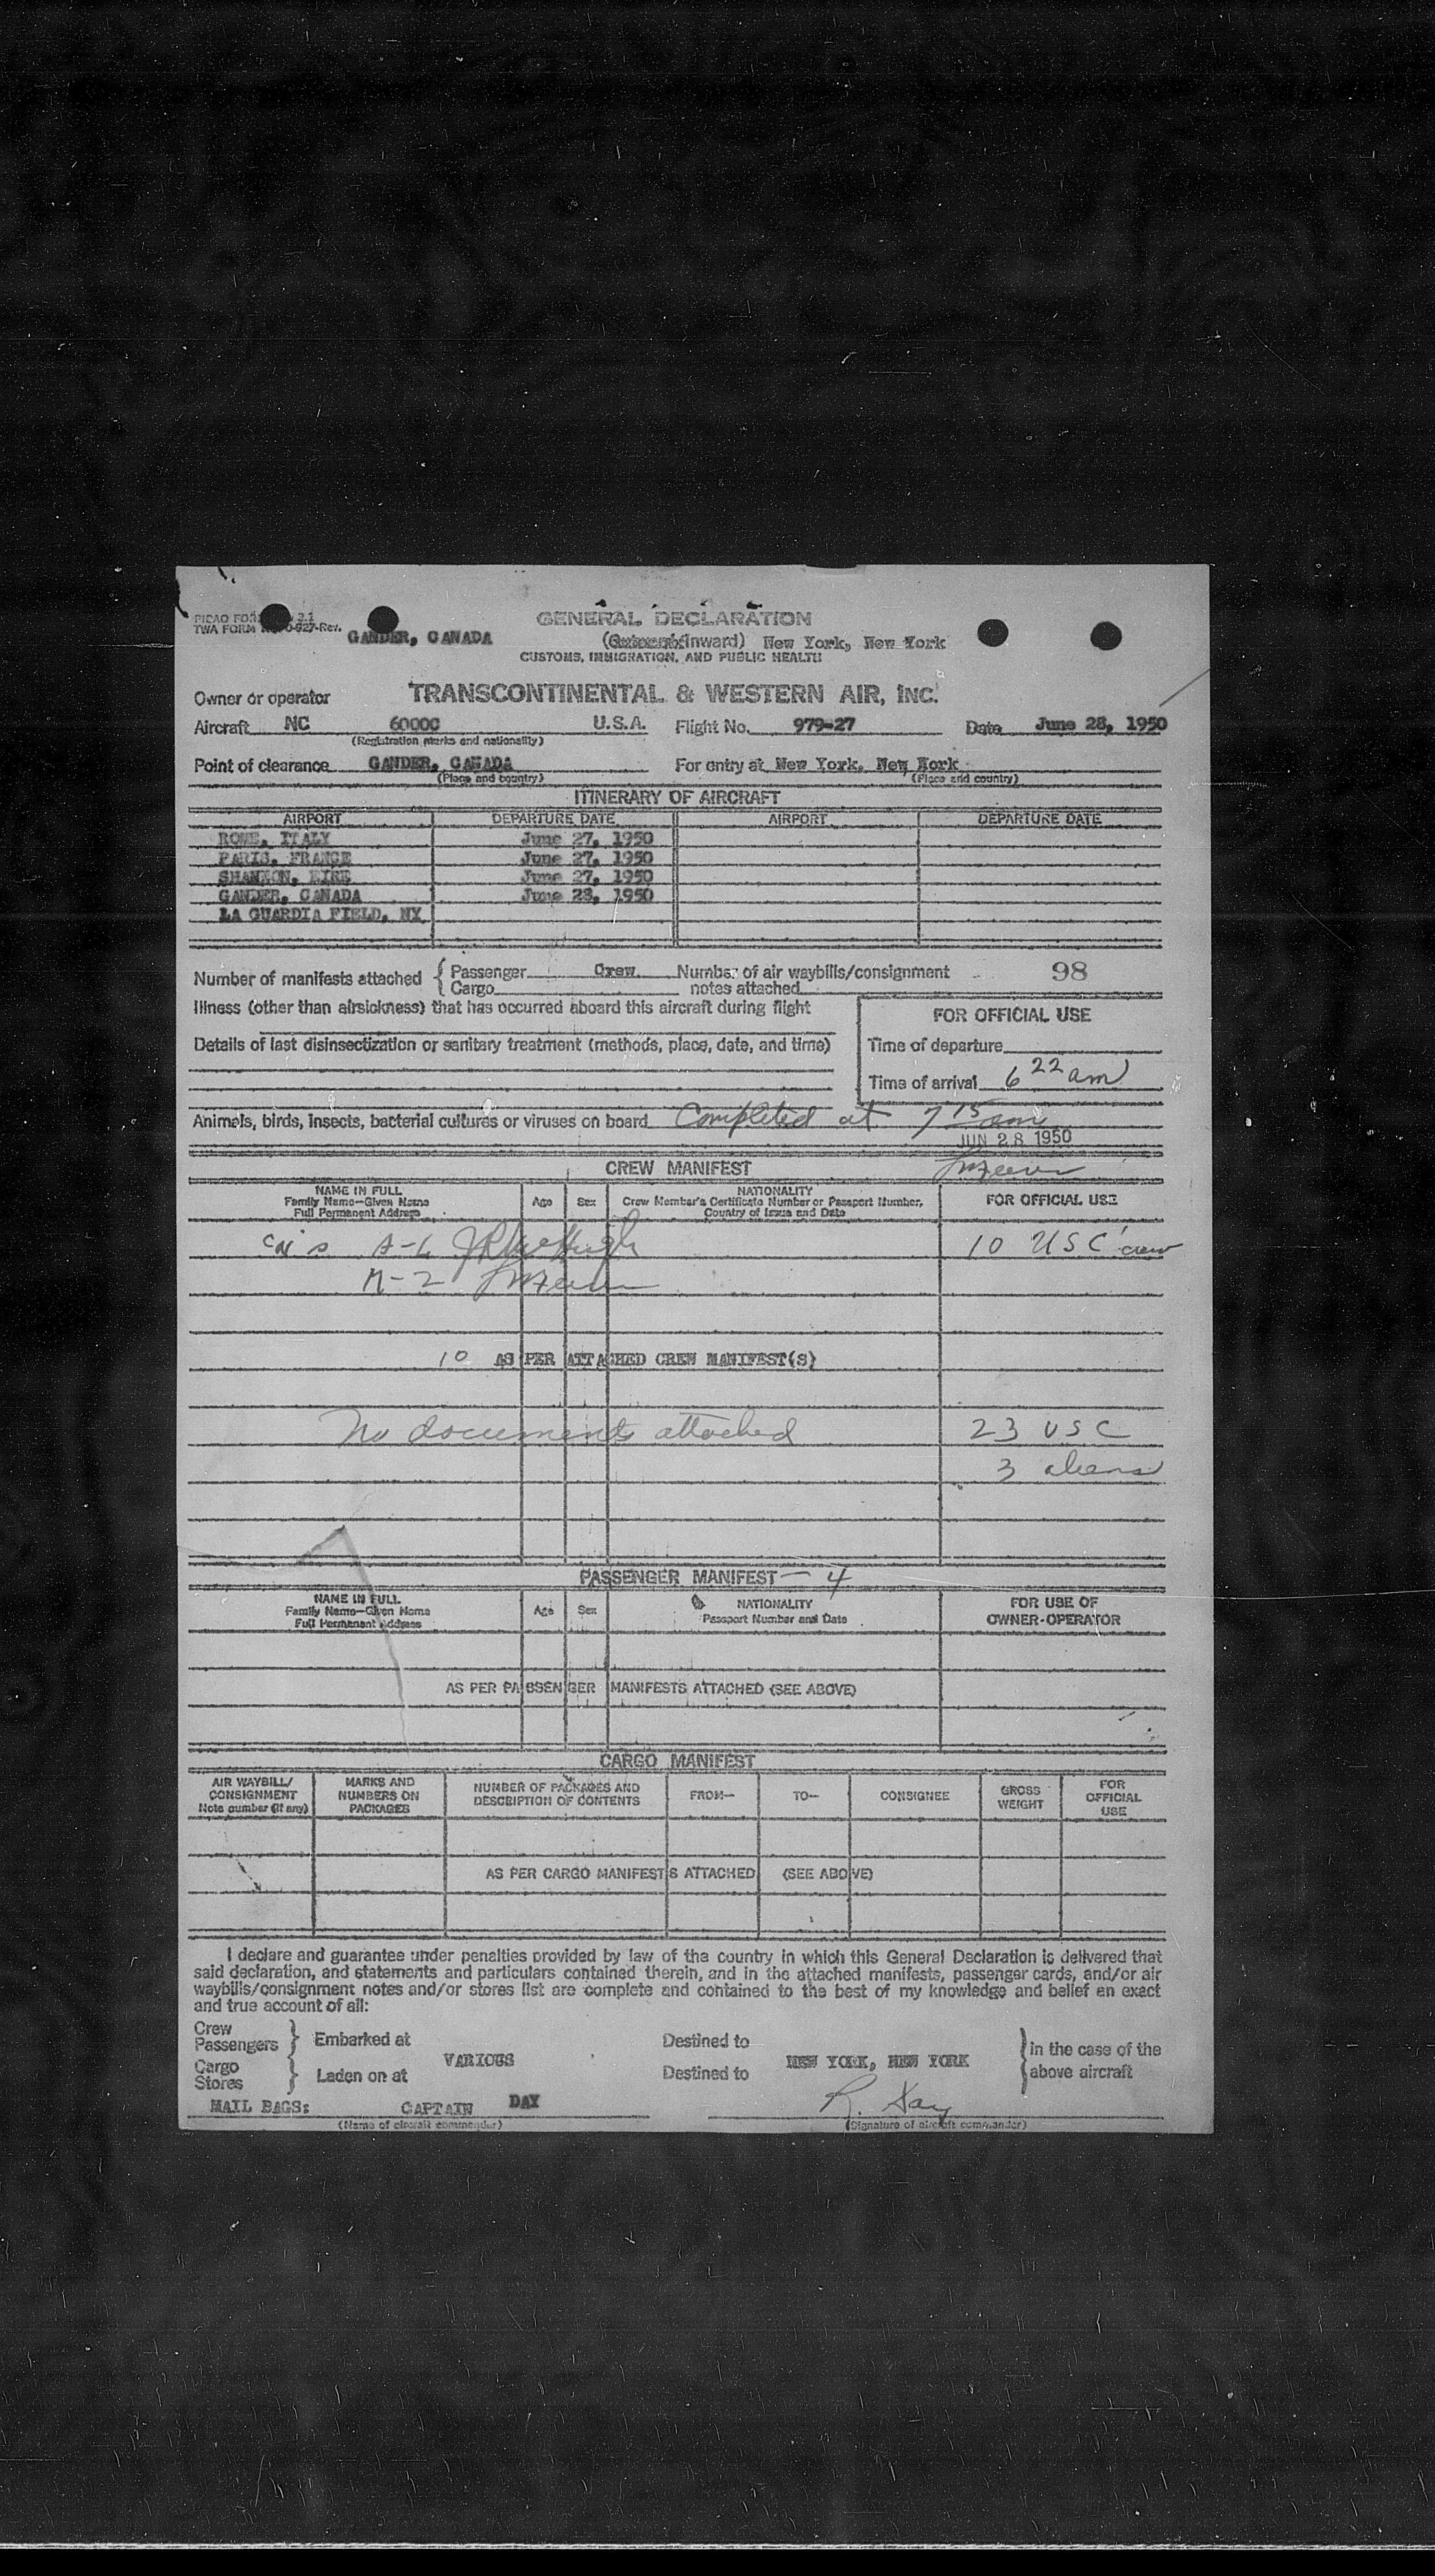 PICAO FORM 2.1
TWA FORM 0-927-Rev.
GANDER, CANADA
GENERAL DECLARATION
(Outward/Inward) New York, New York
CUSTOMS, IMMIGRATION, AND PUBLIC HEALTH
Owner or operator TRANSCONTINENTAL & WESTERN AIR, INC.
Aircraft NC 6000C U.S.A. Flight No. 979-27 Date June 28, 1950
(Registration marks and nationality)
Point of clearance GANDER, CANADA For entry at New York, New York
(Place and country) (Place and country)
ITINERARY OF AIRCRAFT
AIRPORT DEPARTURE DATE AIRPORT DEPARTURE DATE
ROME, ITALY June 27, 1950
PARIS, FRANCE June 27, 1950
SHANNON, EIRE June 27, 1950
GANDER, CANADA June 28, 1950
LA GUARDIA FIELD, NY
Number of manifests attached { Passenger Crew Number of air waybills/consignment 98
Cargo notes attached
Illness (other than airsickness) that has occurred aboard this aircraft during flight
FOR OFFICIAL USE
Details of last disinsectization or sanitary treatment (methods, place, date, and time)
Time of departure
Time of arrival 6 22 am
Animals, birds, insects, bacterial cultures or viruses on board Completed at 7 15 am
JUN 28 1950
CREW MANIFEST
NAME IN FULL
Family Name—Given Name
Full Permanent Address
Age Sex
NATIONALITY
Crew Member's Certificate Number or Passport Number,
Country of Issue and Date
FOR OFFICIAL USE
10 USC crew
10 AS PER ATTACHED CREW MANIFEST(S)
No documents attached 23 USC
3 aliens
PASSENGER MANIFEST — 4
NAME IN FULL
Family Name—Given Name
Full Permanent Address
Age Sex
NATIONALITY
Passport Number and Date
FOR USE OF
OWNER-OPERATOR
AS PER PASSENGER MANIFESTS ATTACHED (SEE ABOVE)
CARGO MANIFEST
AIR WAYBILL/
CONSIGNMENT
Note number (if any)
MARKS AND
NUMBERS ON
PACKAGES
NUMBER OF PACKAGES AND
DESCRIPTION OF CONTENTS
FROM—
TO—
CONSIGNEE
GROSS
WEIGHT
FOR
OFFICIAL
USE
AS PER CARGO MANIFESTS ATTACHED (SEE ABOVE)
I declare and guarantee under penalties provided by law of the country in which this General Declaration is delivered that
said declaration, and statements and particulars contained therein, and in the attached manifests, passenger cards, and/or air
waybills/consignment notes and/or stores list are complete and contained to the best of my knowledge and belief an exact
and true account of all:
Crew
Passengers } Embarked at Destined to
VARIOUS NEW YORK, NEW YORK
Cargo
Stores } Laden on at Destined to
} In the case of the
above aircraft
MAIL BAGS: CAPTAIN DAY R. Day
(Name of aircraft commander) (Signature of aircraft commander)